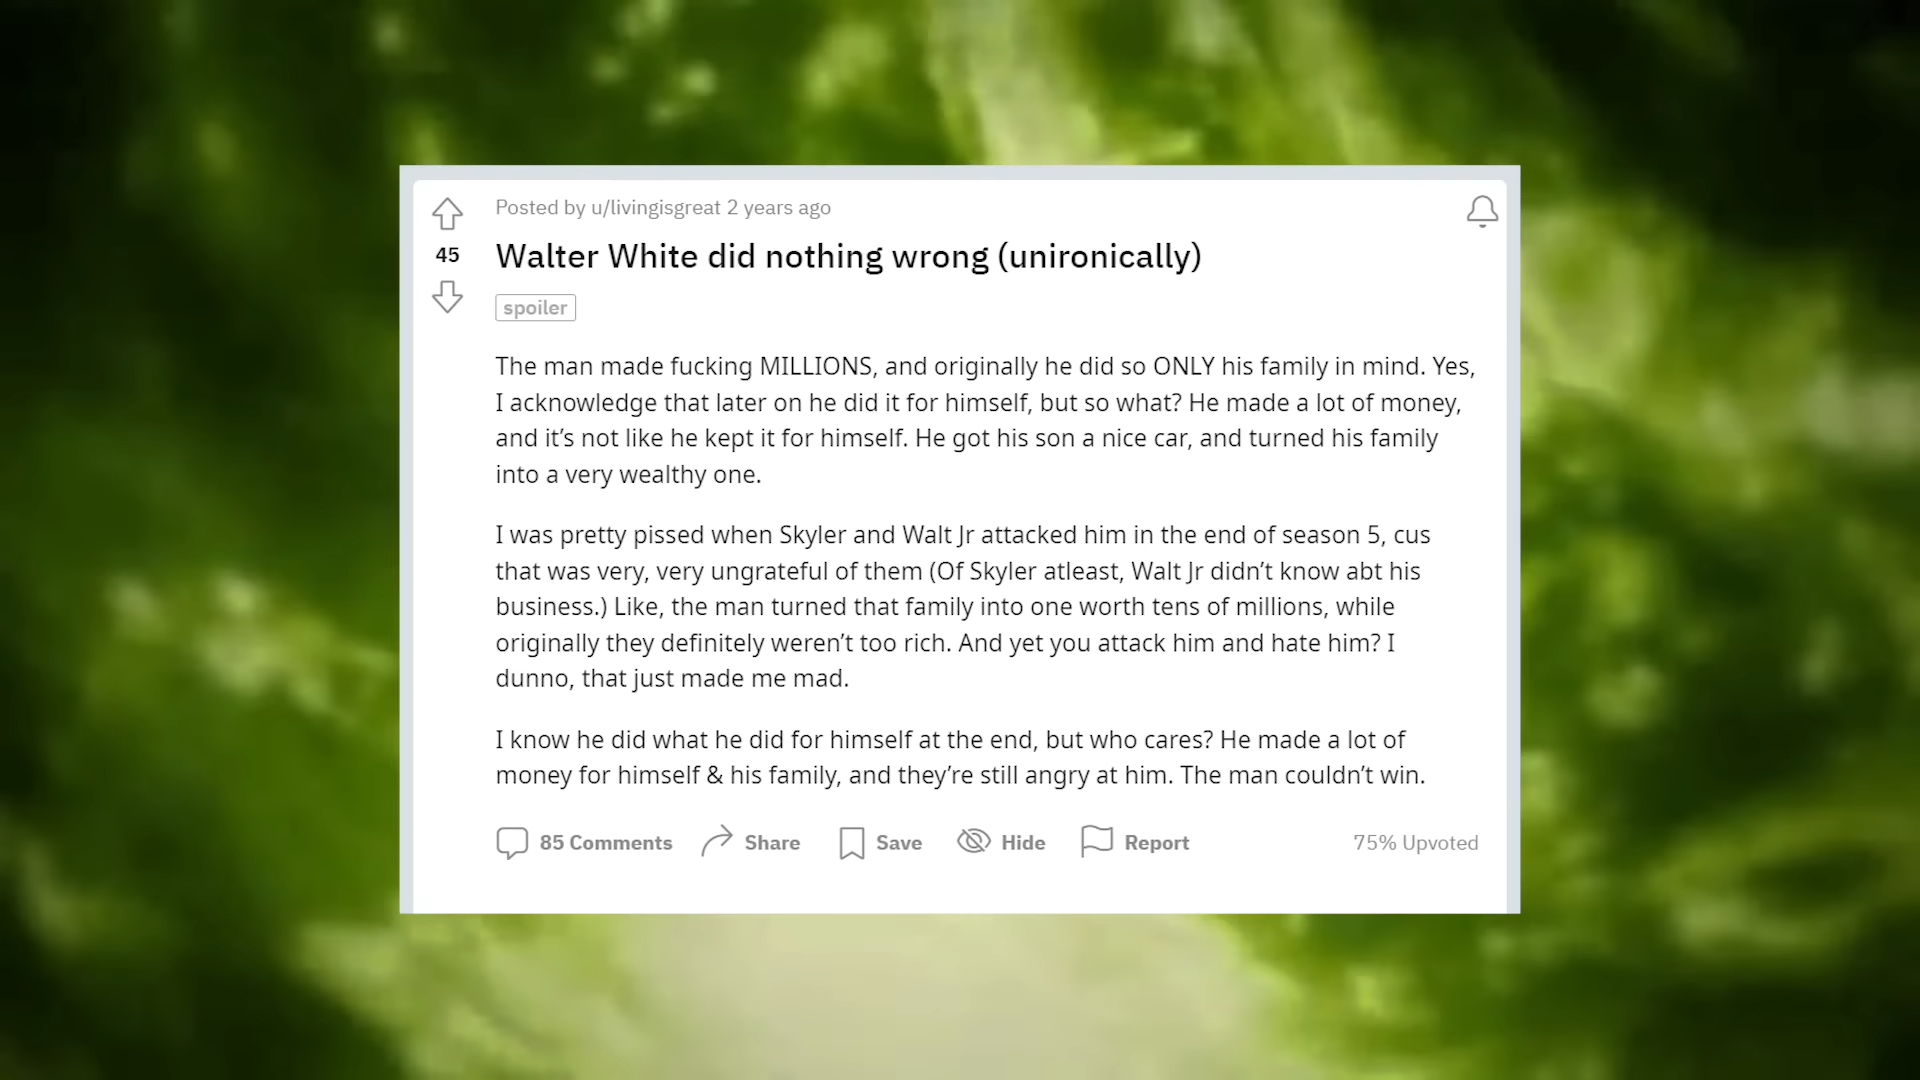 Posted by u/livingisgreat 2 years ago
45
Walter White did nothing wrong (unironically)
spoiler
The man made fucking MILLIONS, and originally he did so ONLY his family in mind. Yes,
I acknowledge that later on he did it for himself, but so what? He made a lot of money,
and it’s not like he kept it for himself. He got his son a nice car, and turned his family
into a very wealthy one.
I was pretty pissed when Skyler and Walt Jr attacked him in the end of season 5, cus
that was very, very ungrateful of them (Of Skyler atleast, Walt Jr didn’t know abt his
business.) Like, the man turned that family into one worth tens of millions, while
originally they definitely weren’t too rich. And yet you attack him and hate him? I
dunno, that just made me mad.
I know he did what he did for himself at the end, but who cares? He made a lot of
money for himself & his family, and they’re still angry at him. The man couldn’t win.
85 Comments Share Save Hide Report 75% Upvoted